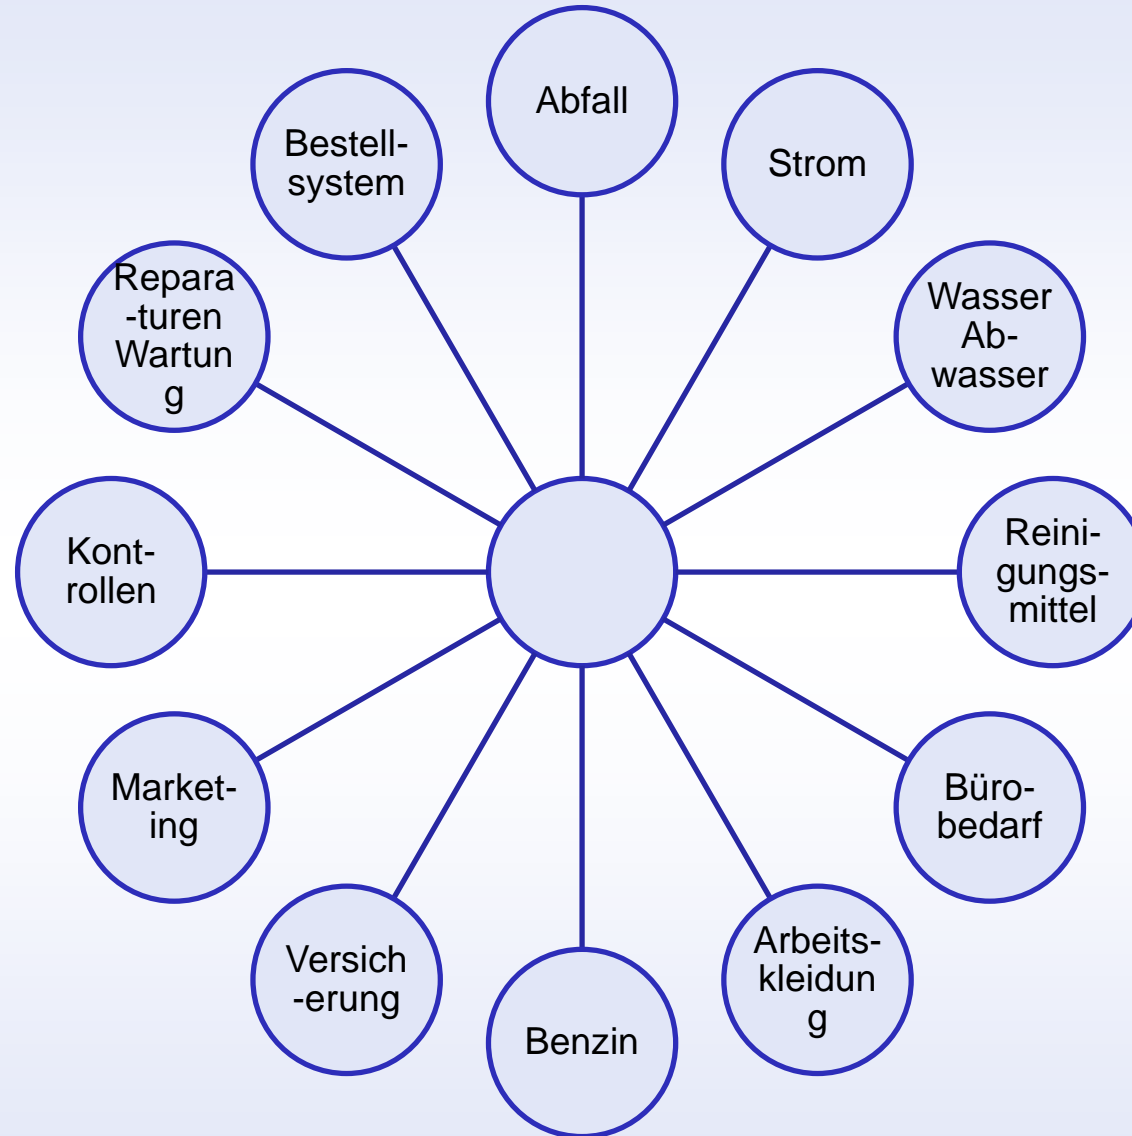 Abfall
Strom
Wasser
Ab-
wasser
Reini-
gungs-
mittel
Büro-
bedarf
Arbeits-
kleidun
g
Benzin
Versich
-erung
Market-
ing
Kont-
rollen
Repara
-turen
Wartun
g
Bestell-
system